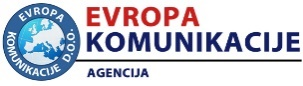 EVROPA
KOMUNIKACIJE D.O.O.
EVROPA
KOMUNIKACIJE
AGENCIJA